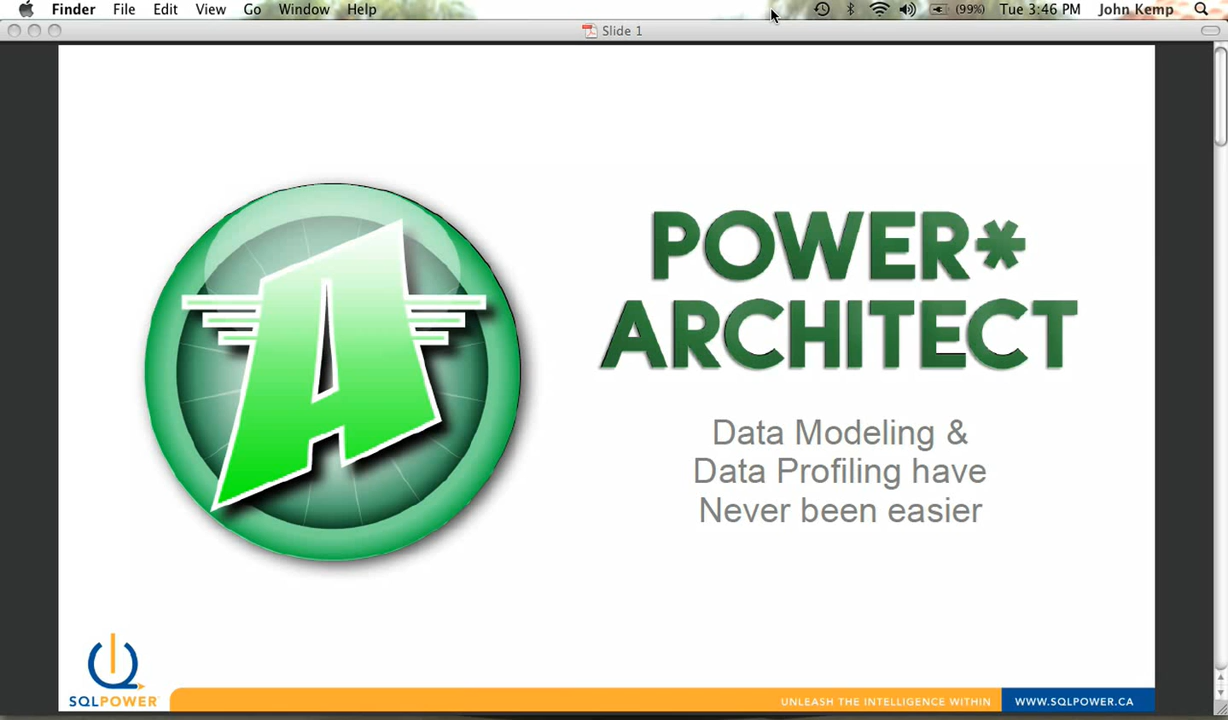 Finder File Edit View Go Window Help (99%) Tue 3:46 PM John Kemp
Slide 1
A
POWER*
ARCHITECT
Data Modeling &
Data Profiling have
Never been easier
SQLPOWER
UNLEASH THE INTELLIGENCE WITHIN WWW.SQLPOWER.CA